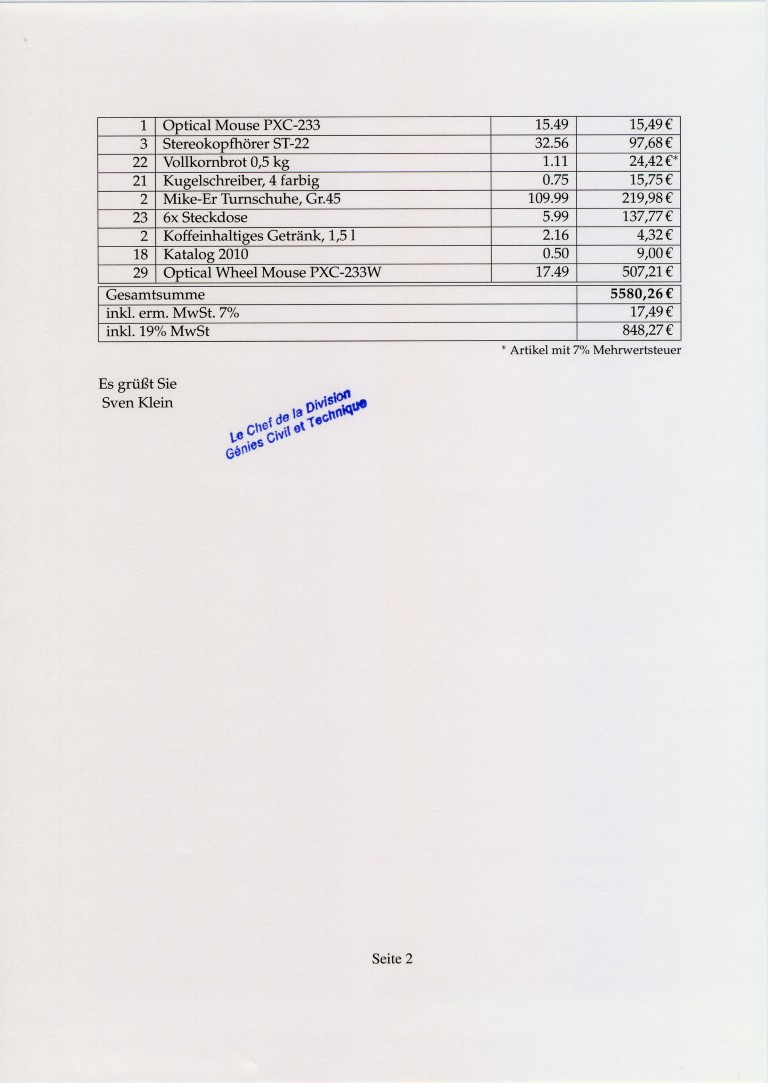 1 Optical Mouse PXC-233 15.49 15,49 €
3 Stereokopfhörer ST-22 32.56 97,68 €
22 Vollkornbrot 0,5 kg 1.11 24,42 €*
21 Kugelschreiber, 4 farbig 0.75 15,75 €
2 Mike-Er Turnschuhe, Gr.45 109.99 219,98 €
23 6x Steckdose 5.99 137,77 €
2 Koffeinhaltiges Getränk, 1,5 l 2.16 4,32 €
18 Katalog 2010 0.50 9,00 €
29 Optical Wheel Mouse PXC-233W 17.49 507,21 €
Gesamtsumme 5580,26 €
inkl. erm. MwSt. 7% 17,49 €
inkl. 19% MwSt 848,27 €
* Artikel mit 7% Mehrwertsteuer
Es grüßt Sie
Sven Klein
Le Chef de la Division
Génies Civil et Technique
Seite 2